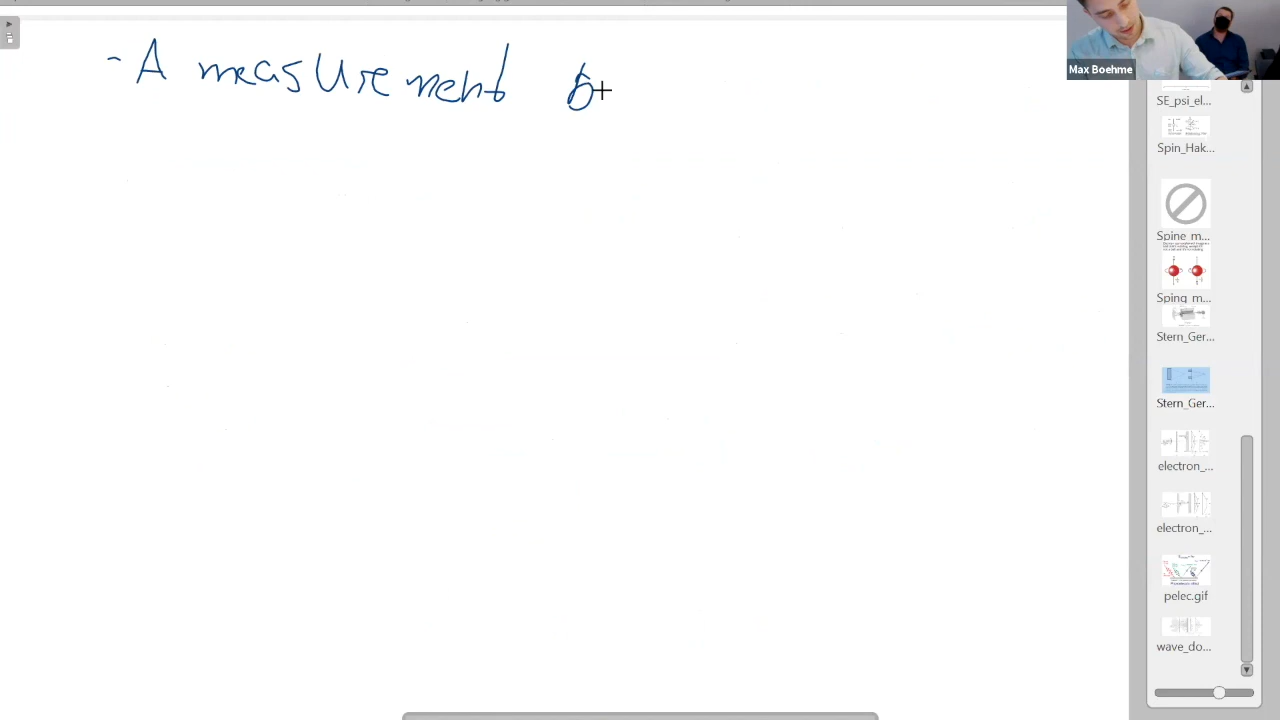 - A measurement
Max Boehme
SE_psi_el...
Spin_Hak...
Spine_m...
Sping_m...
Stern_Ger...
Stern_Ger...
electron_...
electron_...
pelec.gif
wave_do...